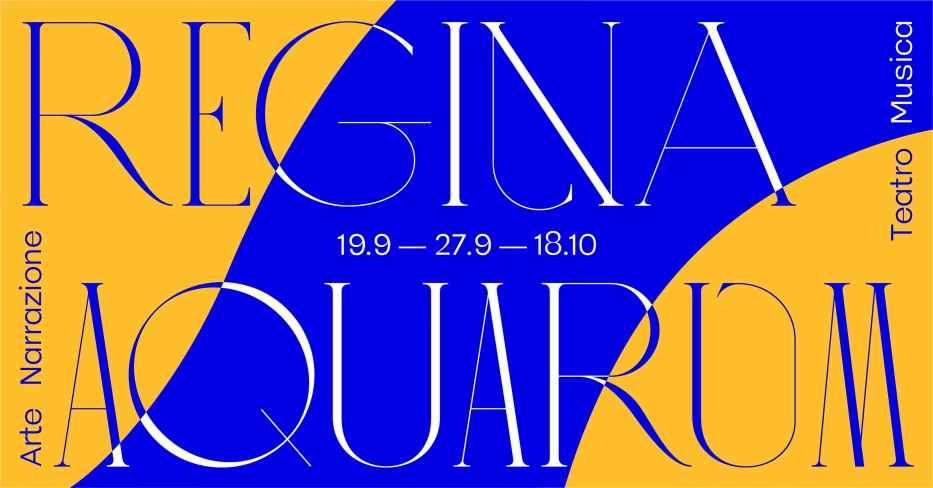 REGINA
19.9 — 27.9 — 18.10
AQUARUM
Arte Narrazione
Teatro Musica